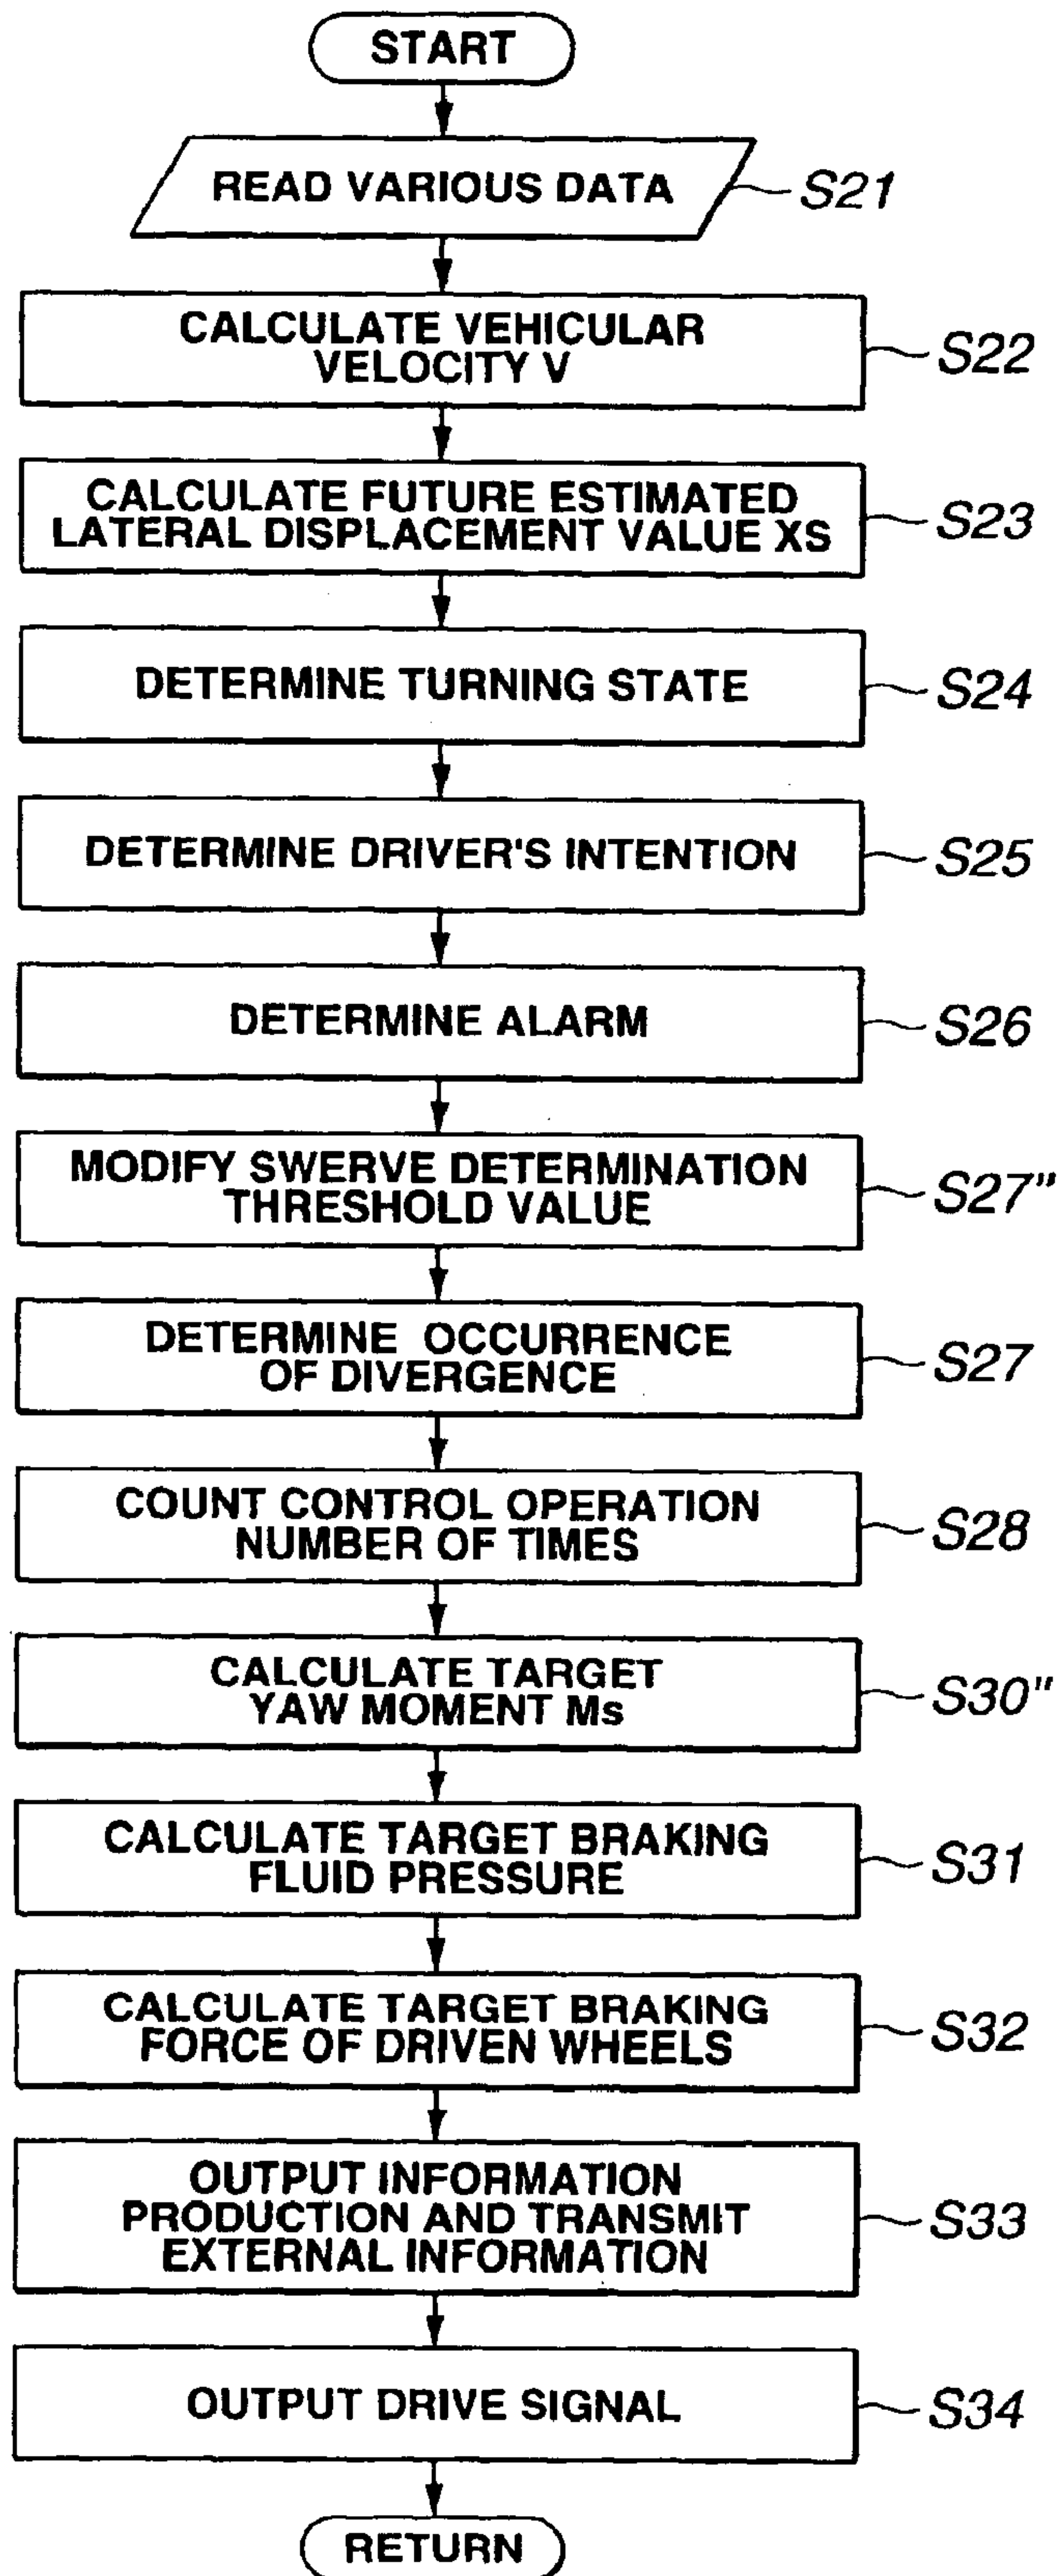 START
READ VARIOUS DATA
S21
CALCULATE VEHICULAR
VELOCITY V
S22
CALCULATE FUTURE ESTIMATED
LATERAL DISPLACEMENT VALUE XS
S23
DETERMINE TURNING STATE
S24
DETERMINE DRIVER'S INTENTION
S25
DETERMINE ALARM
S26
MODIFY SWERVE DETERMINATION
THRESHOLD VALUE
S27"
DETERMINE OCCURRENCE
OF DIVERGENCE
S27
COUNT CONTROL OPERATION
NUMBER OF TIMES
S28
CALCULATE TARGET
YAW MOMENT Ms
S30"
CALCULATE TARGET BRAKING
FLUID PRESSURE
S31
CALCULATE TARGET BRAKING
FORCE OF DRIVEN WHEELS
S32
OUTPUT INFORMATION
PRODUCTION AND TRANSMIT
EXTERNAL INFORMATION
S33
OUTPUT DRIVE SIGNAL
S34
RETURN